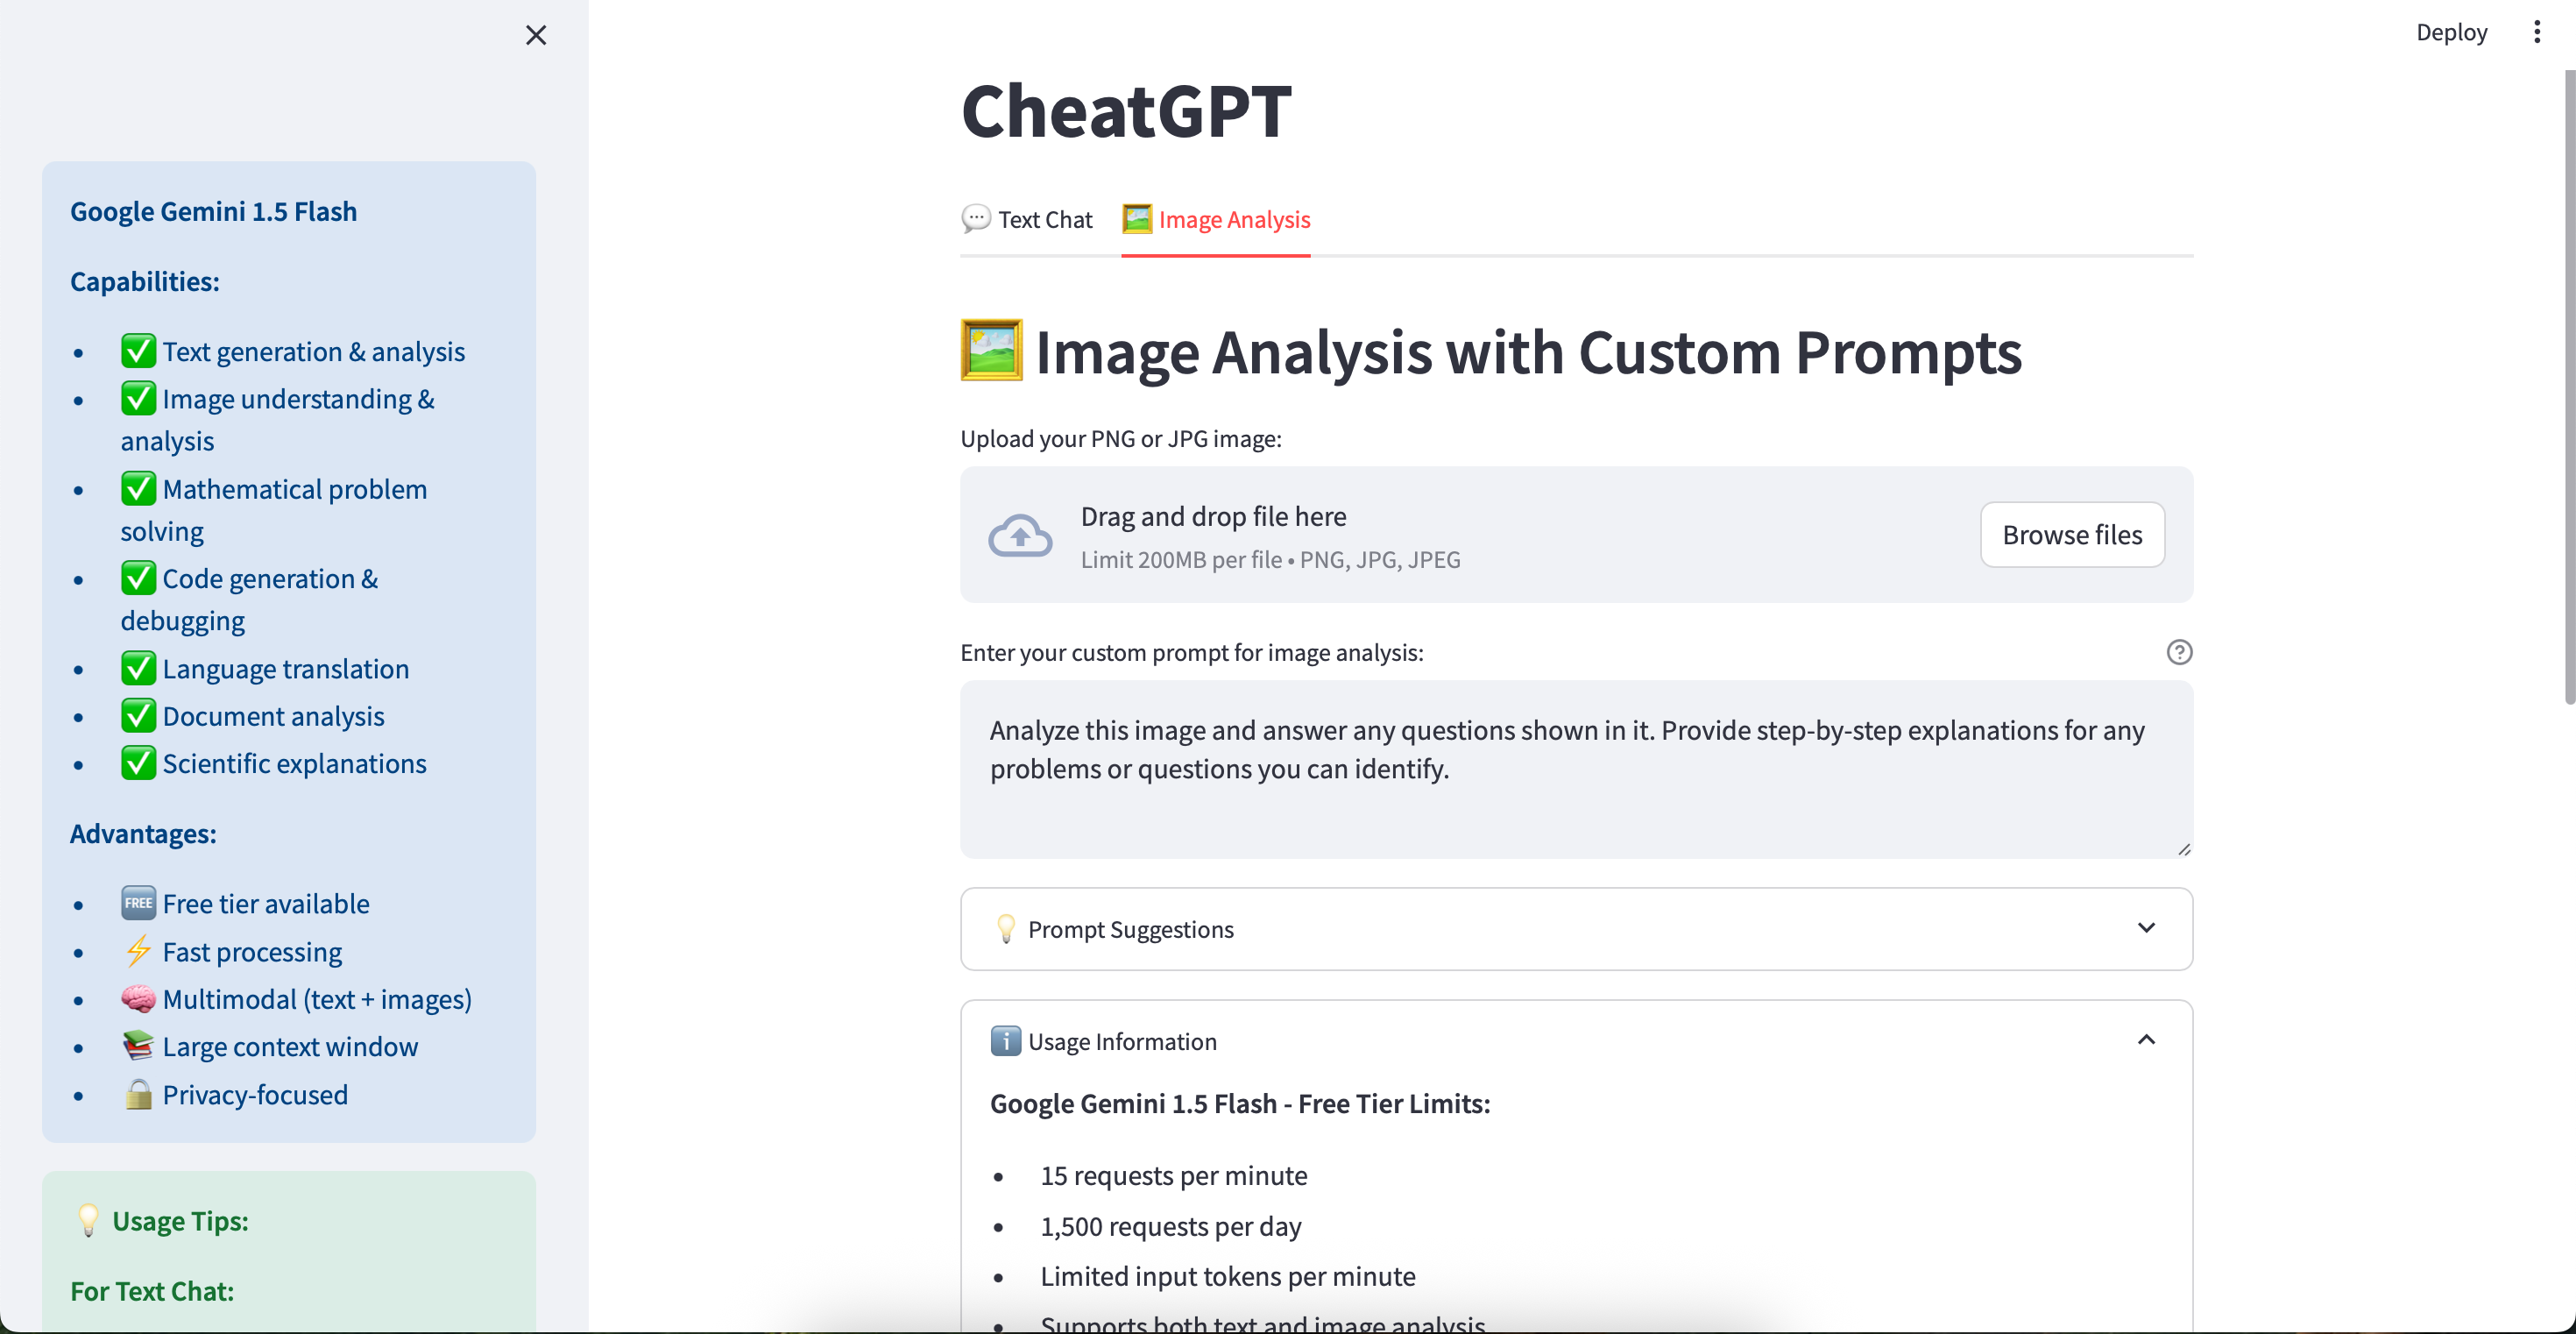 Deploy
Google Gemini 1.5 Flash
Capabilities:
• ✅ Text generation & analysis
• ✅ Image understanding &
analysis
• ✅ Mathematical problem
solving
• ✅ Code generation &
debugging
• ✅ Language translation
• ✅ Document analysis
• ✅ Scientific explanations
Advantages:
• 🆓 Free tier available
• ⚡ Fast processing
• 🧠 Multimodal (text + images)
• 📚 Large context window
• 🔒 Privacy-focused
💡 Usage Tips:
For Text Chat:
CheatGPT
💬 Text Chat
🖼️ Image Analysis
🖼️ Image Analysis with Custom Prompts
Upload your PNG or JPG image:
Drag and drop file here
Limit 200MB per file • PNG, JPG, JPEG
Browse files
Enter your custom prompt for image analysis:
Analyze this image and answer any questions shown in it. Provide step-by-step explanations for any
problems or questions you can identify.
💡 Prompt Suggestions
ℹ️ Usage Information
Google Gemini 1.5 Flash - Free Tier Limits:
• 15 requests per minute
• 1,500 requests per day
• Limited input tokens per minute
• Supports both text and image analysis